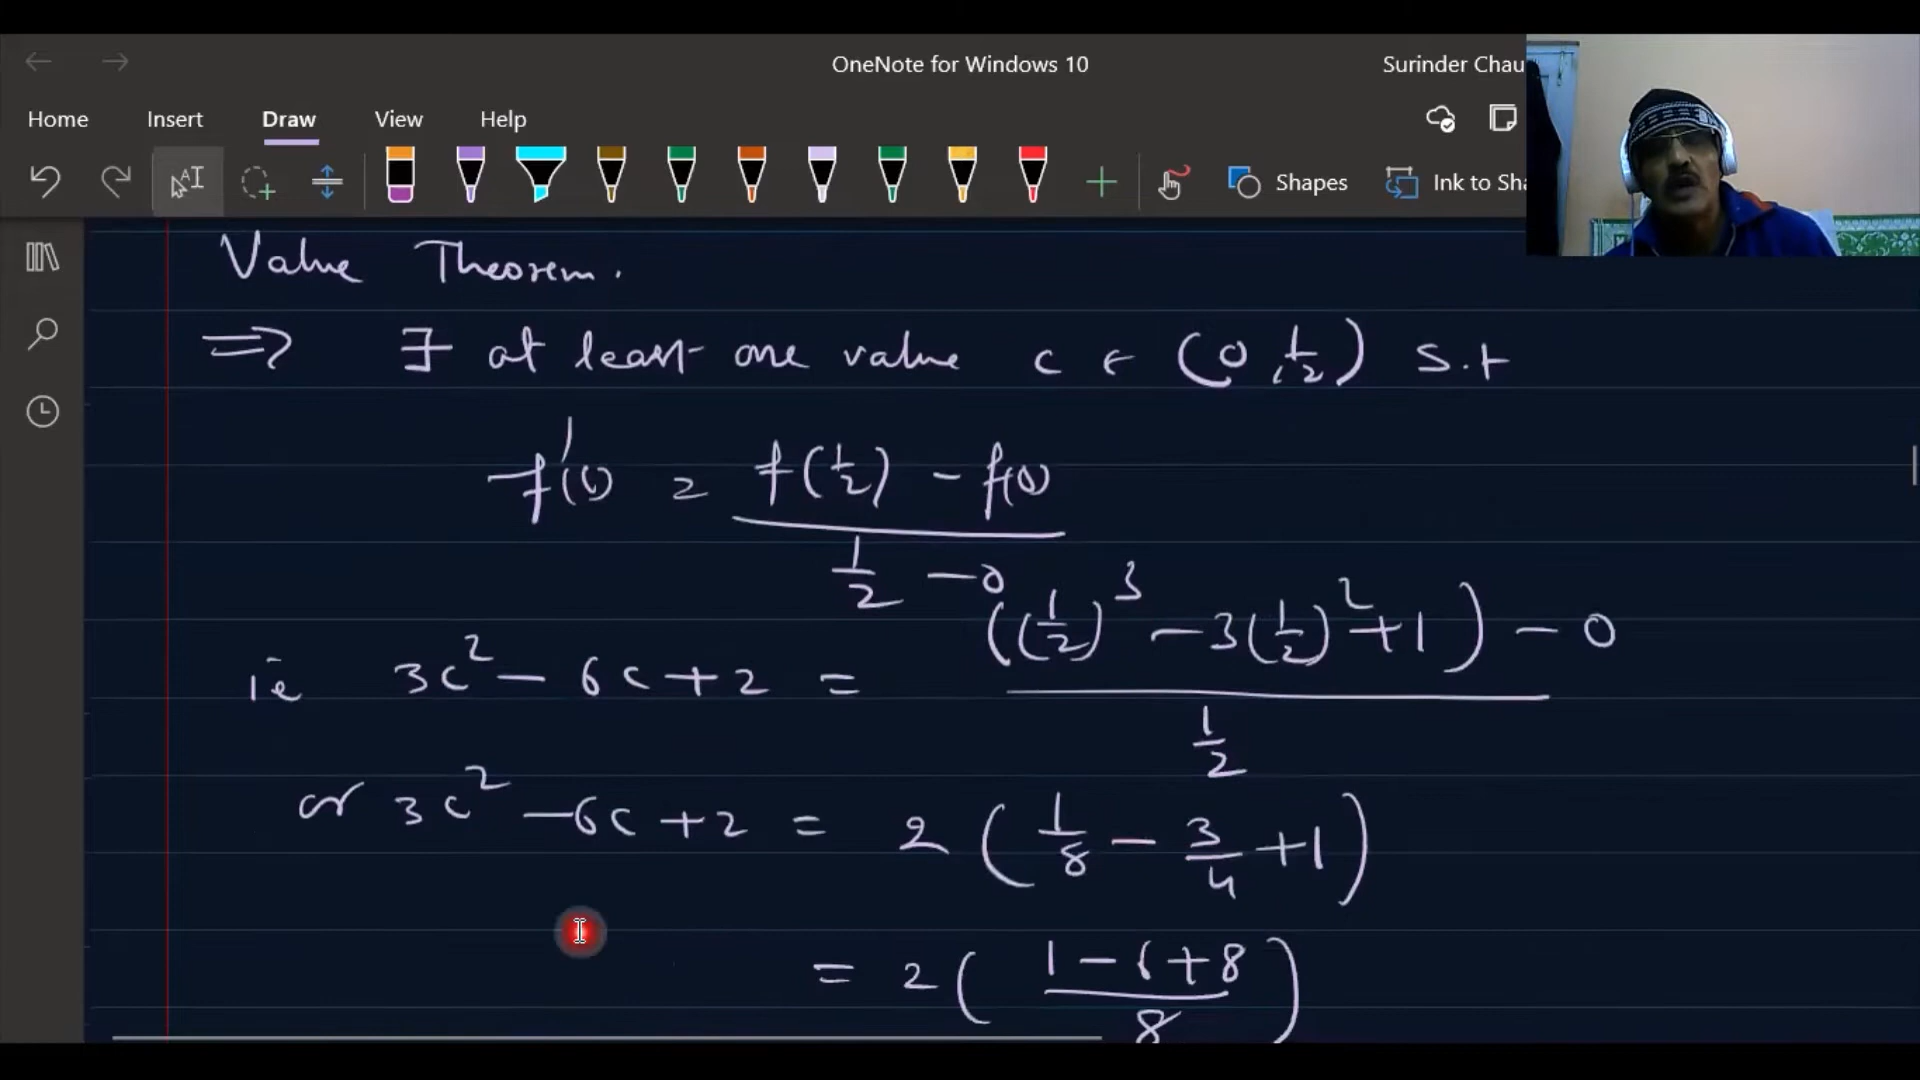 OneNote for Windows 10
Surinder Chau
Home Insert Draw View Help
Shapes Ink to Sha
Value Theorem.
⇒ ∃ at least one value c ∈ (0, 1/2) s.t
f'(c) = (f(1/2) - f(0)) / (1/2 - 0)
ie 3c² - 6c + 2 = (((1/2)³ - 3(1/2)² + 1) - 0) / (1/2)
or 3c² - 6c + 2 = 2 (1/8 - 3/4 + 1)
= 2 ((1 - 6 + 8) / 8)